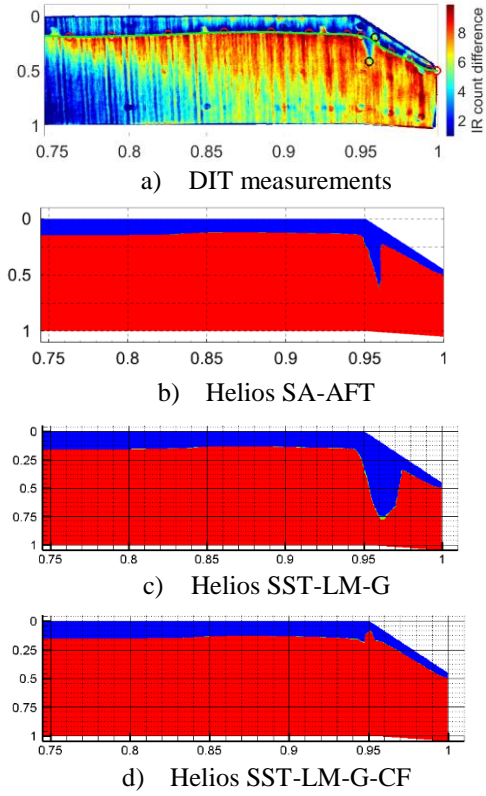 0
0.5
1
0.75 0.8 0.85 0.9 0.95 1
8
6
4
2
IR count difference
a) DIT measurements
0
0.5
1
0.75 0.8 0.85 0.9 0.95 1
b) Helios SA-AFT
0
0.25
0.5
0.75
1
0.75 0.8 0.85 0.9 0.95 1
c) Helios SST-LM-G
0
0.25
0.5
0.75
1
0.75 0.8 0.85 0.9 0.95 1
d) Helios SST-LM-G-CF